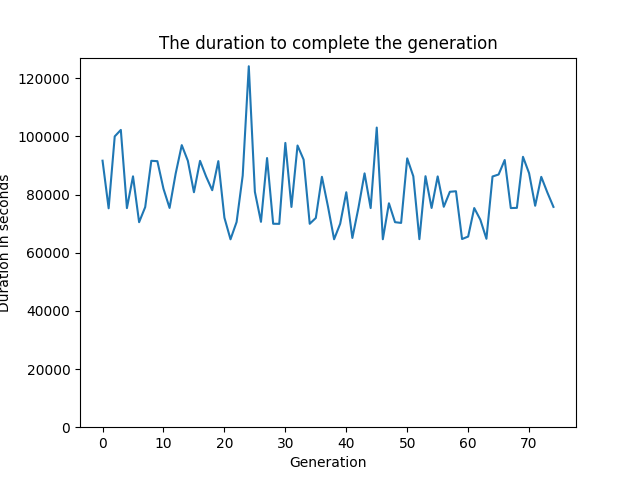 The duration to complete the generation
120000
100000
80000
60000
40000
20000
0
Duration in seconds
0 10 20 30 40 50 60 70
Generation